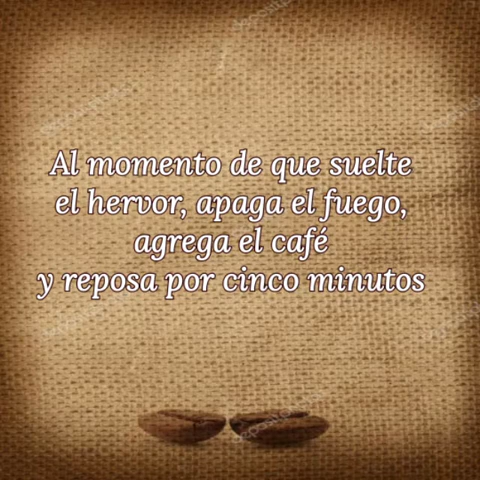 Al momento de que suelte
el hervor, apaga el fuego,
agrega el café
y reposa por cinco minutos